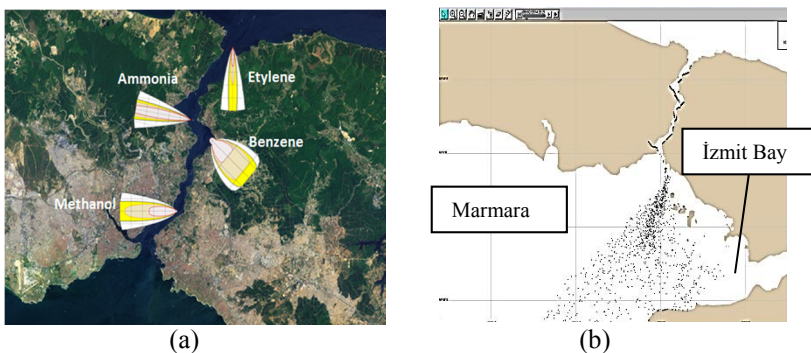 Ammonia
Etylene
Benzene
Methanol
İzmit Bay
Marmara
(a)
(b)